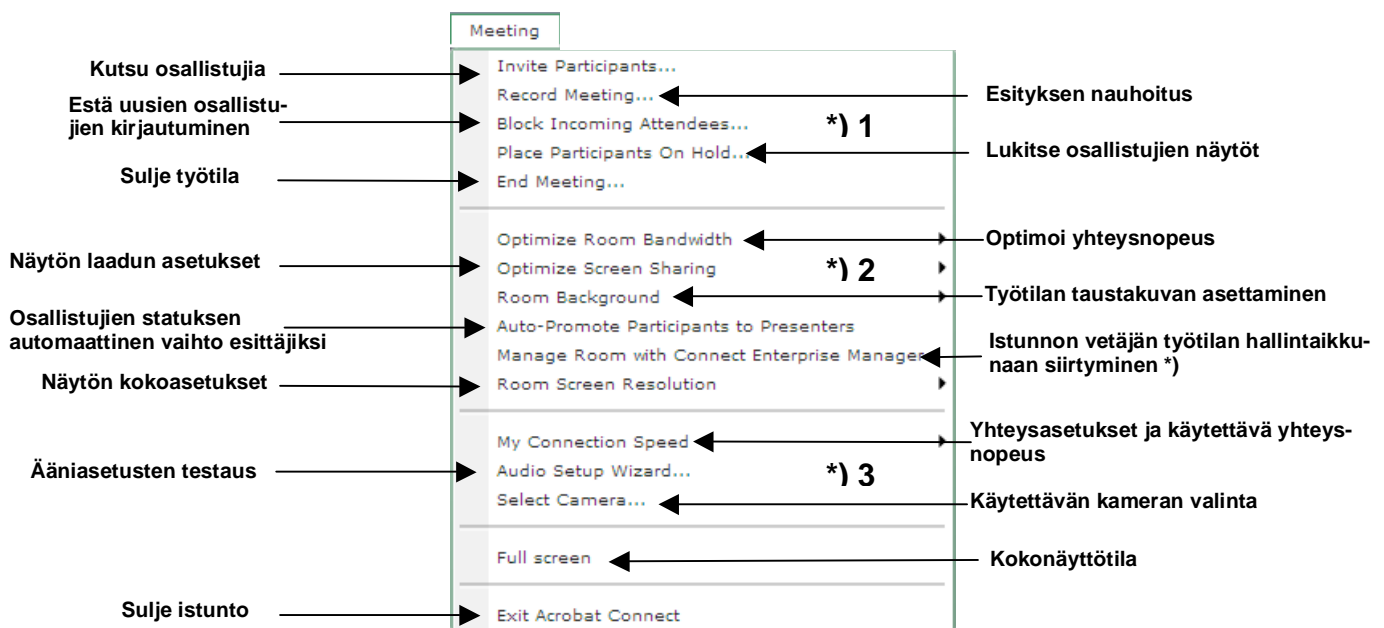 Meeting
Kutsu osallistujia
Invite Participants...
Record Meeting...
Esityksen nauhoitus
Estä uusien osallistu-
jien kirjautuminen
Block Incoming Attendees...
*) 1
Place Participants On Hold...
Lukitse osallistujien näytöt
Sulje työtila
End Meeting...
Optimize Room Bandwidth
Optimoi yhteysnopeus
Näytön laadun asetukset
Optimize Screen Sharing
*) 2
Room Background
Työtilan taustakuvan asettaminen
Osallistujien statuksen
automaattinen vaihto esittäjiksi
Auto-Promote Participants to Presenters
Manage Room with Connect Enterprise Manager
Istunnon vetäjän työtilan hallintaikku-
naan siirtyminen *)
Näytön kokoasetukset
Room Screen Resolution
My Connection Speed
Yhteysasetukset ja käytettävä yhteys-
nopeus
Ääniasetusten testaus
Audio Setup Wizard...
*) 3
Select Camera...
Käytettävän kameran valinta
Full screen
Kokonäyttötila
Sulje istunto
Exit Acrobat Connect